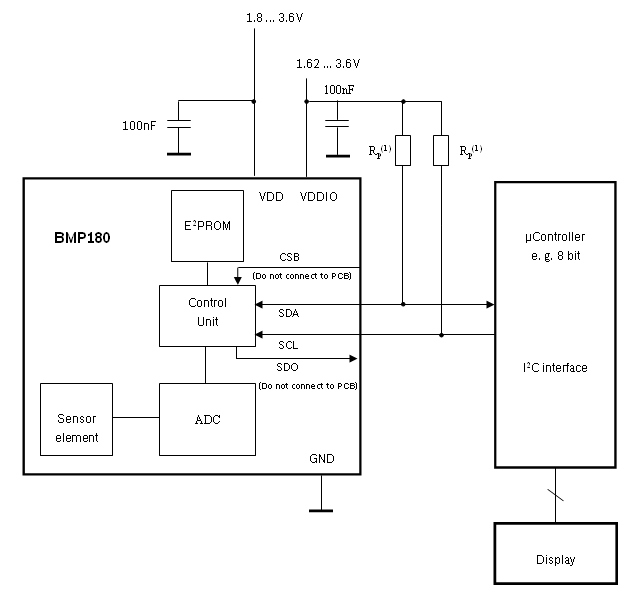 1.8 ... 3.6V
1.62 ... 3.6V
100nF
100nF
Rp(1)
Rp(1)
VDD
VDDIO
E²PROM
BMP180
µController
e. g. 8 bit
CSB
(Do not connect to PCB)
Control
Unit
SDA
SCL
SDO
(Do not connect to PCB)
I²C interface
Sensor
element
ADC
GND
Display